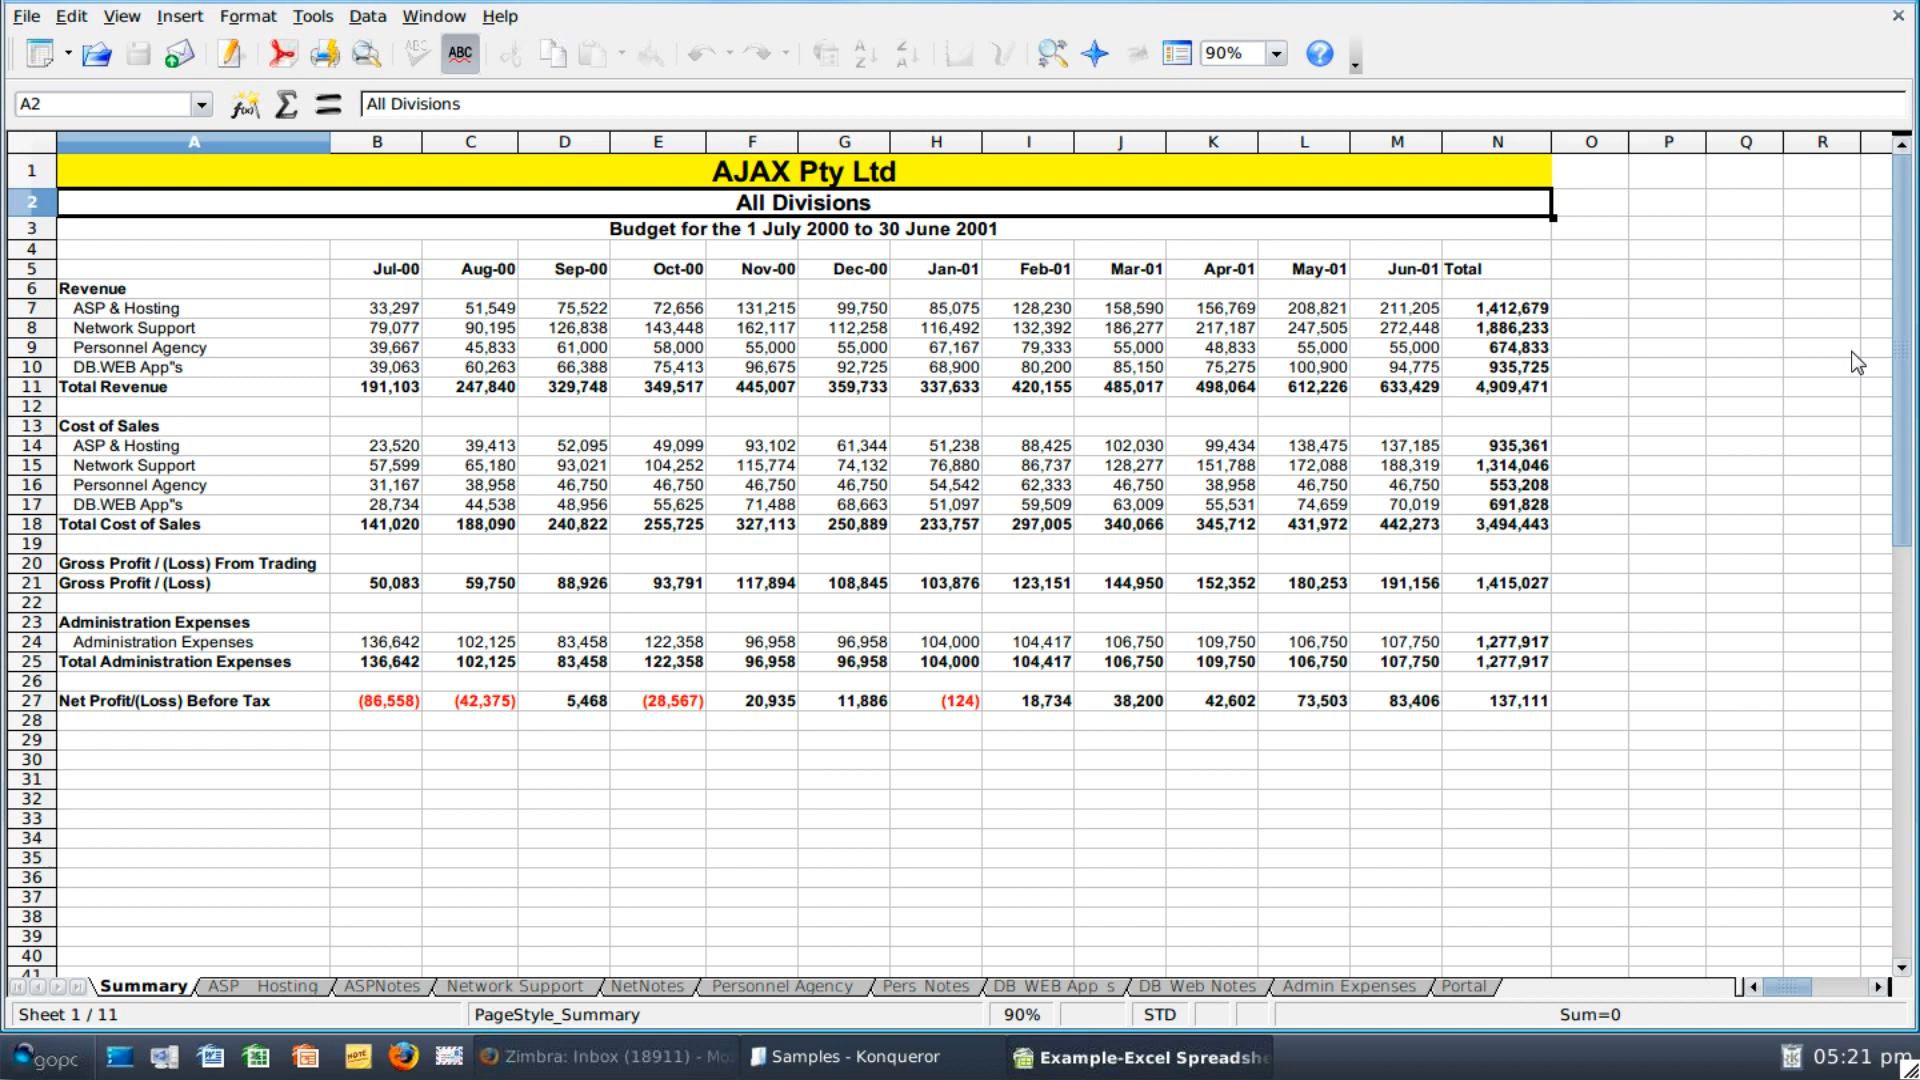 File Edit View Insert Format Tools Data Window Help
ABC ABC 90%
A2 All Divisions
A B C D E F G H I J K L M N O P Q R
1 AJAX Pty Ltd
2 All Divisions
3 Budget for the 1 July 2000 to 30 June 2001
4
5 Jul-00 Aug-00 Sep-00 Oct-00 Nov-00 Dec-00 Jan-01 Feb-01 Mar-01 Apr-01 May-01 Jun-01 Total
6 Revenue
7 ASP & Hosting 33,297 51,549 75,522 72,656 131,215 99,750 85,075 128,230 158,590 156,769 208,821 211,205 1,412,679
8 Network Support 79,077 90,195 126,838 143,448 162,117 112,258 116,492 132,392 186,277 217,187 247,505 272,448 1,886,233
9 Personnel Agency 39,667 45,833 61,000 58,000 55,000 55,000 67,167 79,333 55,000 48,833 55,000 55,000 674,833
10 DB.WEB App"s 39,063 60,263 66,388 75,413 96,675 92,725 68,900 80,200 85,150 75,275 100,900 94,775 935,725
11 Total Revenue 191,103 247,840 329,748 349,517 445,007 359,733 337,633 420,155 485,017 498,064 612,226 633,429 4,909,471
12
13 Cost of Sales
14 ASP & Hosting 23,520 39,413 52,095 49,099 93,102 61,344 51,238 88,425 102,030 99,434 138,475 137,185 935,361
15 Network Support 57,599 65,180 93,021 104,252 115,774 74,132 76,880 86,737 128,277 151,788 172,088 188,319 1,314,046
16 Personnel Agency 31,167 38,958 46,750 46,750 46,750 46,750 54,542 62,333 46,750 38,958 46,750 46,750 553,208
17 DB.WEB App"s 28,734 44,538 48,956 55,625 71,488 68,663 51,097 59,509 63,009 55,531 74,659 70,019 691,828
18 Total Cost of Sales 141,020 188,090 240,822 255,725 327,113 250,889 233,757 297,005 340,066 345,712 431,972 442,273 3,494,443
19
20 Gross Profit / (Loss) From Trading
21 Gross Profit / (Loss) 50,083 59,750 88,926 93,791 117,894 108,845 103,876 123,151 144,950 152,352 180,253 191,156 1,415,027
22
23 Administration Expenses
24 Administration Expenses 136,642 102,125 83,458 122,358 96,958 96,958 104,000 104,417 106,750 109,750 106,750 107,750 1,277,917
25 Total Administration Expenses 136,642 102,125 83,458 122,358 96,958 96,958 104,000 104,417 106,750 109,750 106,750 107,750 1,277,917
26
27 Net Profit/(Loss) Before Tax (86,558) (42,375) 5,468 (28,567) 20,935 11,886 (124) 18,734 38,200 42,602 73,503 83,406 137,111
28
29
30
31
32
33
34
35
36
37
38
39
40
41
Summary ASP Hosting ASPNotes Network Support NetNotes Personnel Agency Pers Notes DB WEB App s DB Web Notes Admin Expenses Portal
Sheet 1 / 11 PageStyle_Summary 90% STD Sum=0
gopc NOTE Zimbra: Inbox (18911) - Mo Samples - Konqueror Example-Excel Spreadshe 05:21 pm